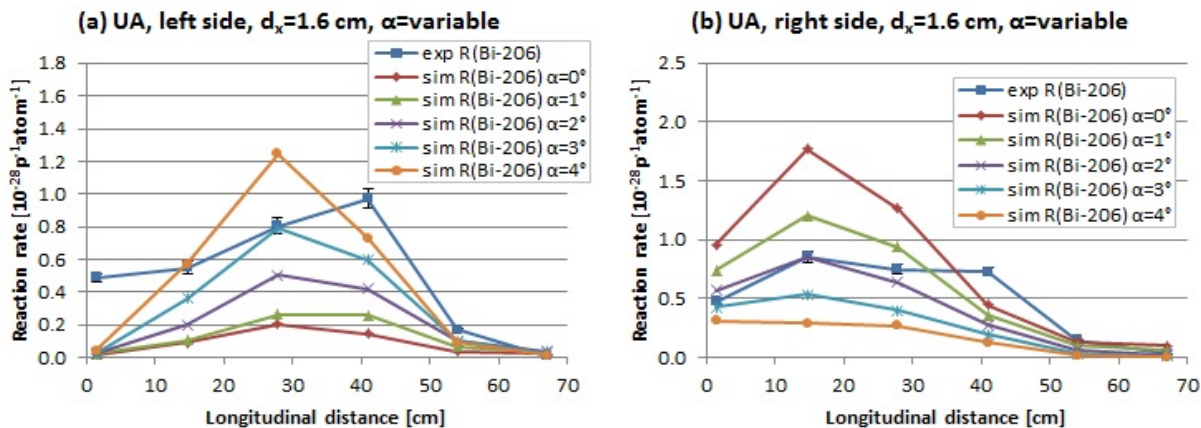 (a) UA, left side, dₓ=1.6 cm, α=variable
exp R(Bi-206)
sim R(Bi-206) α=0°
sim R(Bi-206) α=1°
sim R(Bi-206) α=2°
sim R(Bi-206) α=3°
sim R(Bi-206) α=4°
Reaction rate [10⁻²⁸p⁻¹atom⁻¹]
1.8
1.6
1.4
1.2
1.0
0.8
0.6
0.4
0.2
0.0
0 10 20 30 40 50 60 70
Longitudinal distance [cm]
(b) UA, right side, dₓ=1.6 cm, α=variable
exp R(Bi-206)
sim R(Bi-206) α=0°
sim R(Bi-206) α=1°
sim R(Bi-206) α=2°
sim R(Bi-206) α=3°
sim R(Bi-206) α=4°
Reaction rate [10⁻²⁸p⁻¹atom⁻¹]
2.5
2.0
1.5
1.0
0.5
0.0
0 10 20 30 40 50 60 70
Longitudinal distance [cm]